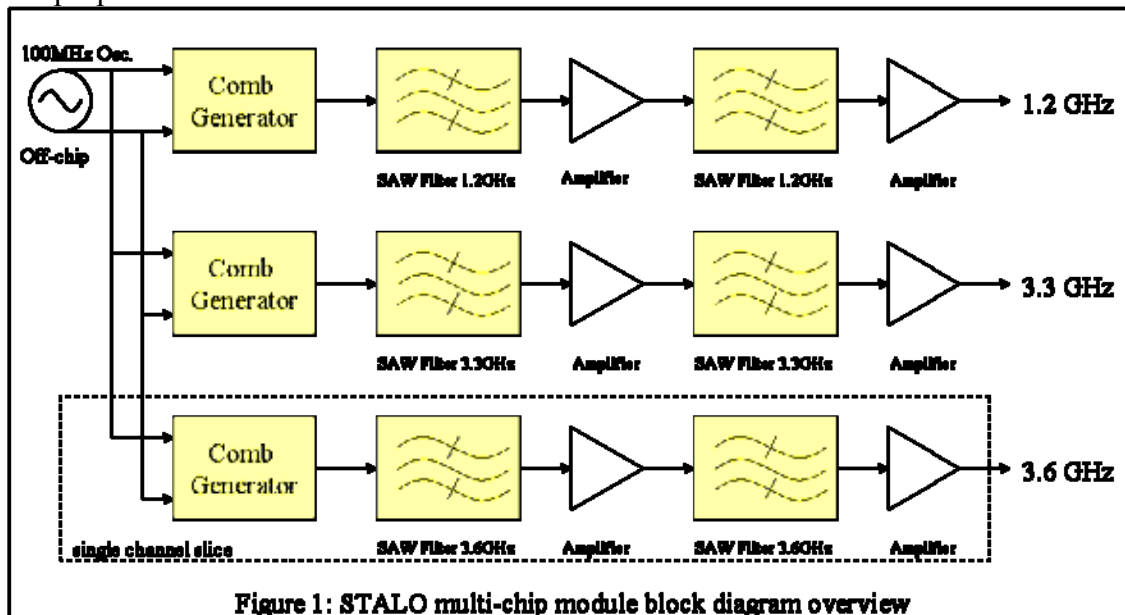 100MHz Osc.
Off-chip
Comb
Generator
SAW Filter 1.2GHz
Amplifier
SAW Filter 1.2GHz
Amplifier
1.2 GHz
Comb
Generator
SAW Filter 3.3GHz
Amplifier
SAW Filter 3.3GHz
Amplifier
3.3 GHz
Comb
Generator
SAW Filter 3.6GHz
Amplifier
SAW Filter 3.6GHz
Amplifier
3.6 GHz
single channel slice
Figure 1: STALO multi-chip module block diagram overview